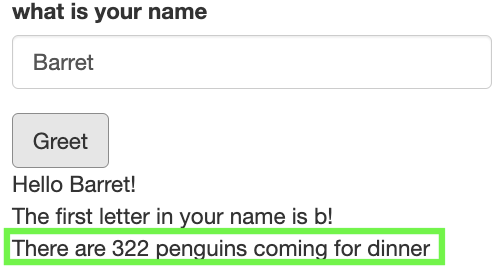 what is your name
Barret
Greet
Hello Barret!
The first letter in your name is b!
There are 322 penguins coming for dinner